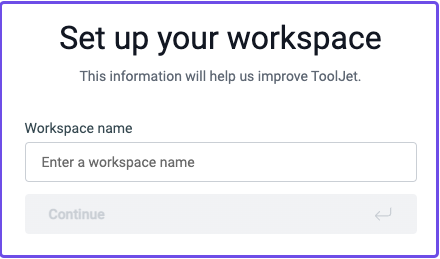 Set up your workspace
This information will help us improve ToolJet.
Workspace name
Enter a workspace name
Continue